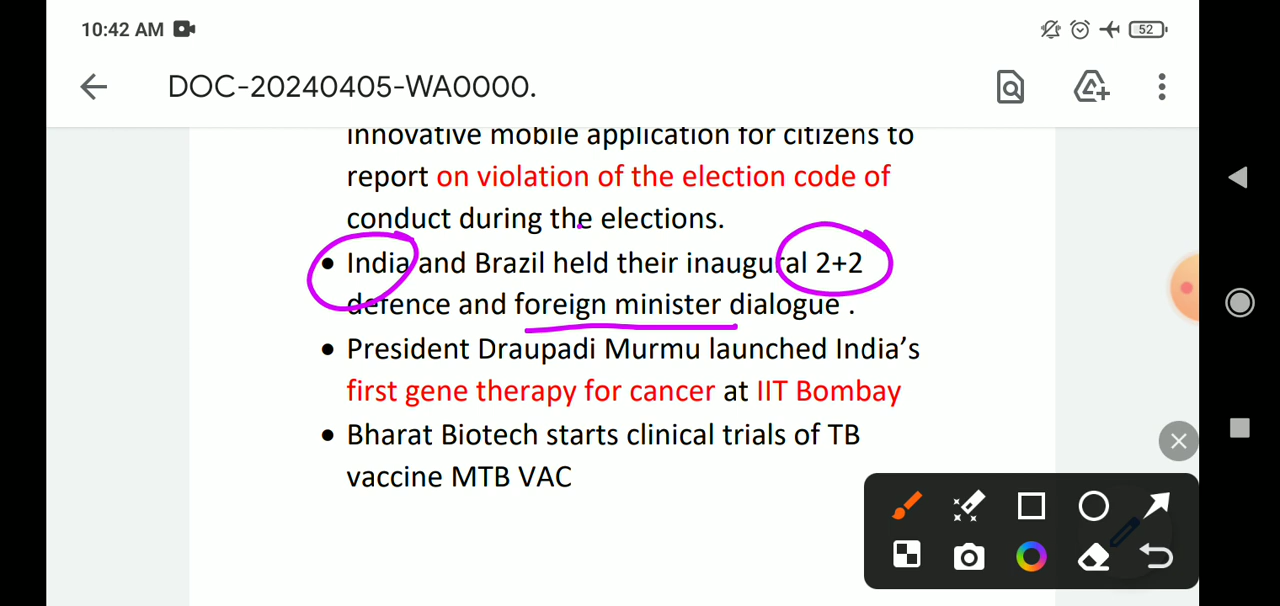 10:42 AM
52
DOC-20240405-WA0000.
innovative mobile application for citizens to
report on violation of the election code of
conduct during the elections.
• India and Brazil held their inaugural 2+2
defence and foreign minister dialogue .
• President Draupadi Murmu launched India’s
first gene therapy for cancer at IIT Bombay
• Bharat Biotech starts clinical trials of TB
vaccine MTB VAC